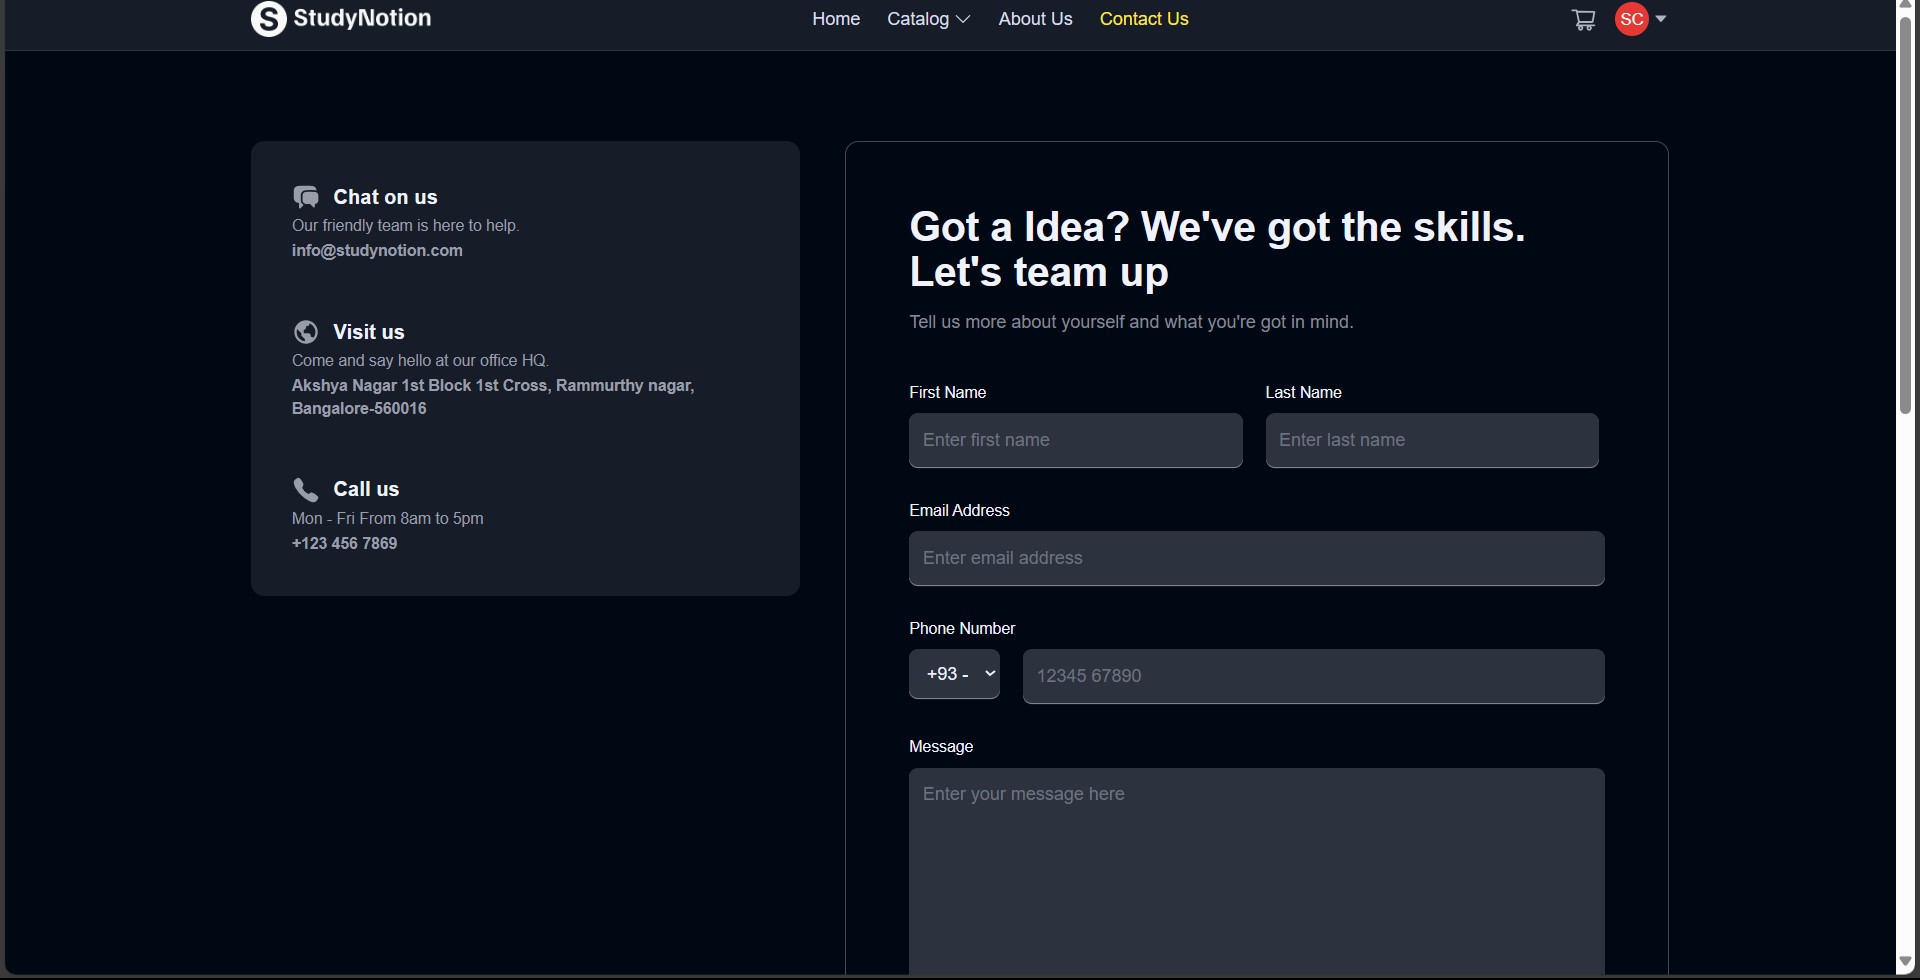 S StudyNotion
Home Catalog About Us Contact Us
SC
Chat on us
Our friendly team is here to help.
info@studynotion.com
Visit us
Come and say hello at our office HQ.
Akshya Nagar 1st Block 1st Cross, Rammurthy nagar,
Bangalore-560016
Call us
Mon - Fri From 8am to 5pm
+123 456 7869
Got a Idea? We've got the skills.
Let's team up
Tell us more about yourself and what you're got in mind.
First Name Last Name
Enter first name Enter last name
Email Address
Enter email address
Phone Number
+93 - 12345 67890
Message
Enter your message here